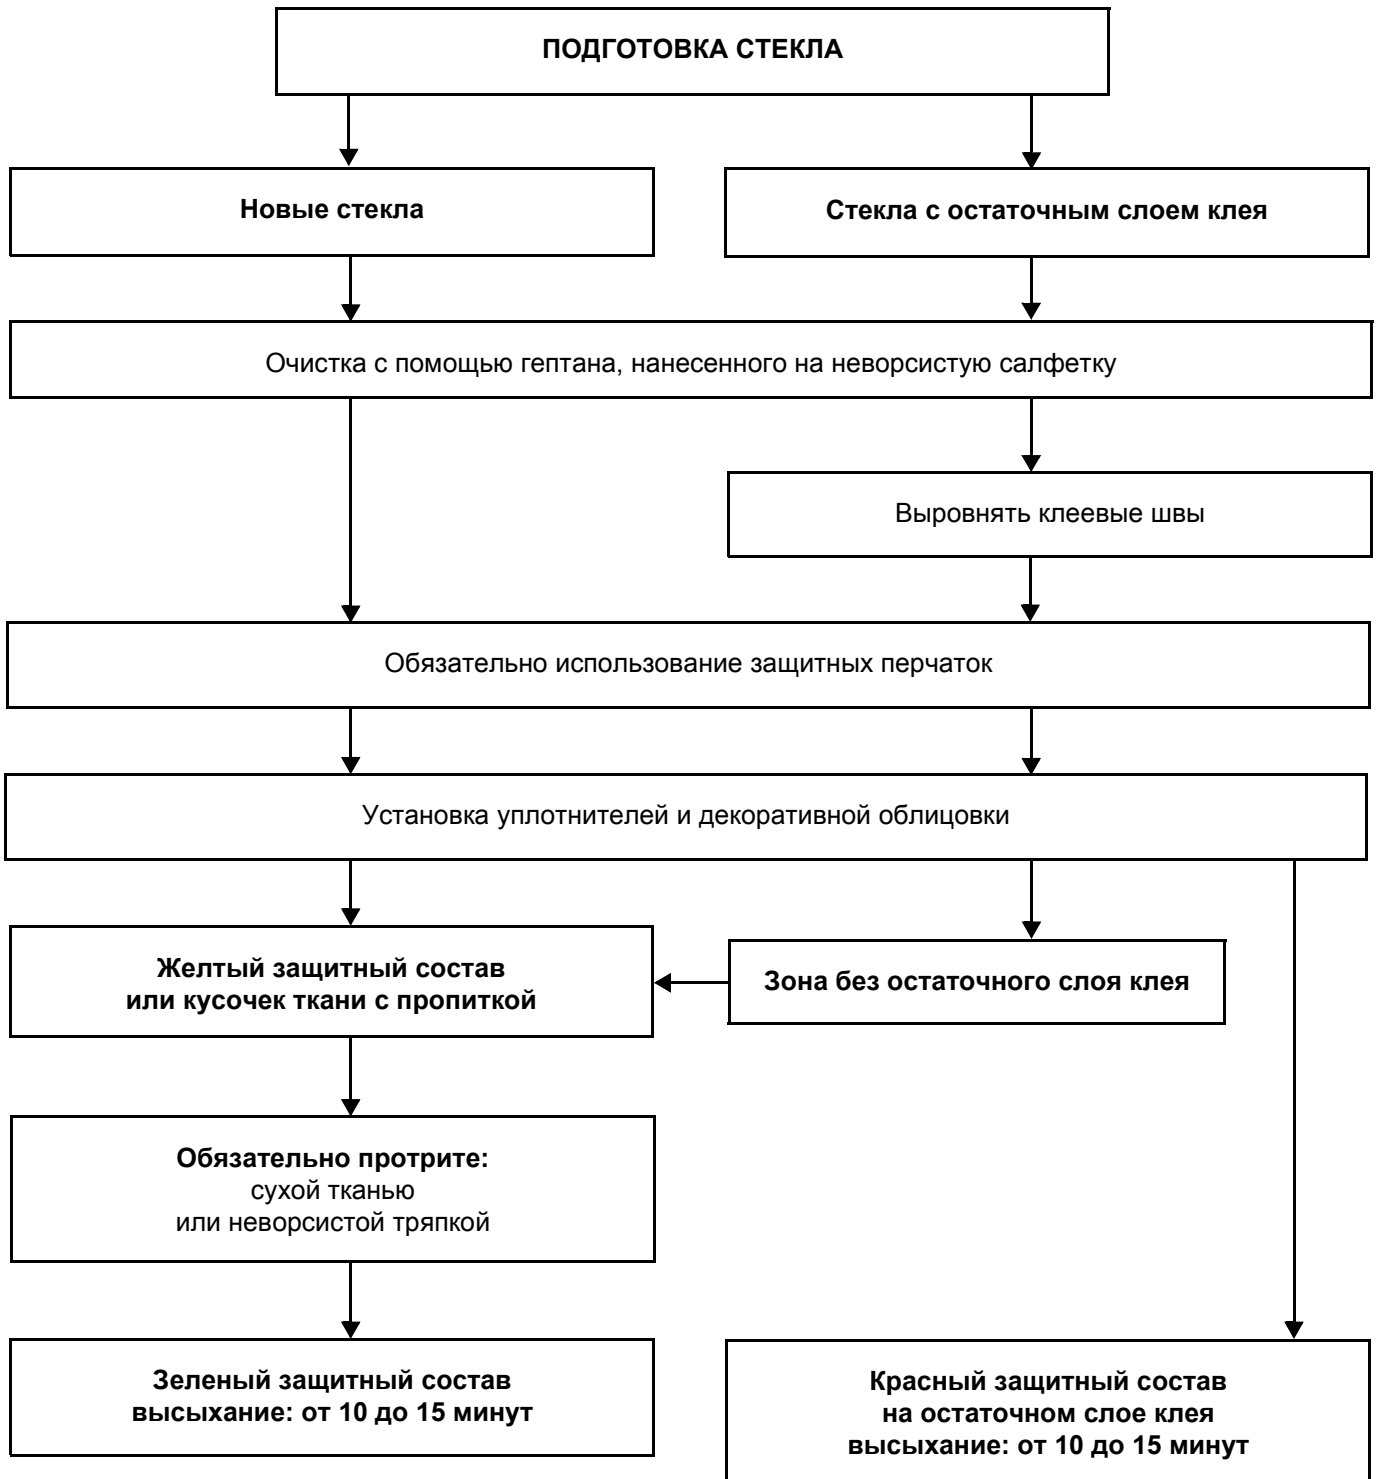 ПОДГОТОВКА СТЕКЛА
Новые стекла
Стекла с остаточным слоем клея
Очистка с помощью гептана, нанесенного на неворсистую салфетку
Выровнять клеевые швы
Обязательно использование защитных перчаток
Установка уплотнителей и декоративной облицовки
Желтый защитный состав
или кусочек ткани с пропиткой
Зона без остаточного слоя клея
Обязательно протрите:
сухой тканью
или неворсистой тряпкой
Зеленый защитный состав
высыхание: от 10 до 15 минут
Красный защитный состав
на остаточном слое клея
высыхание: от 10 до 15 минут